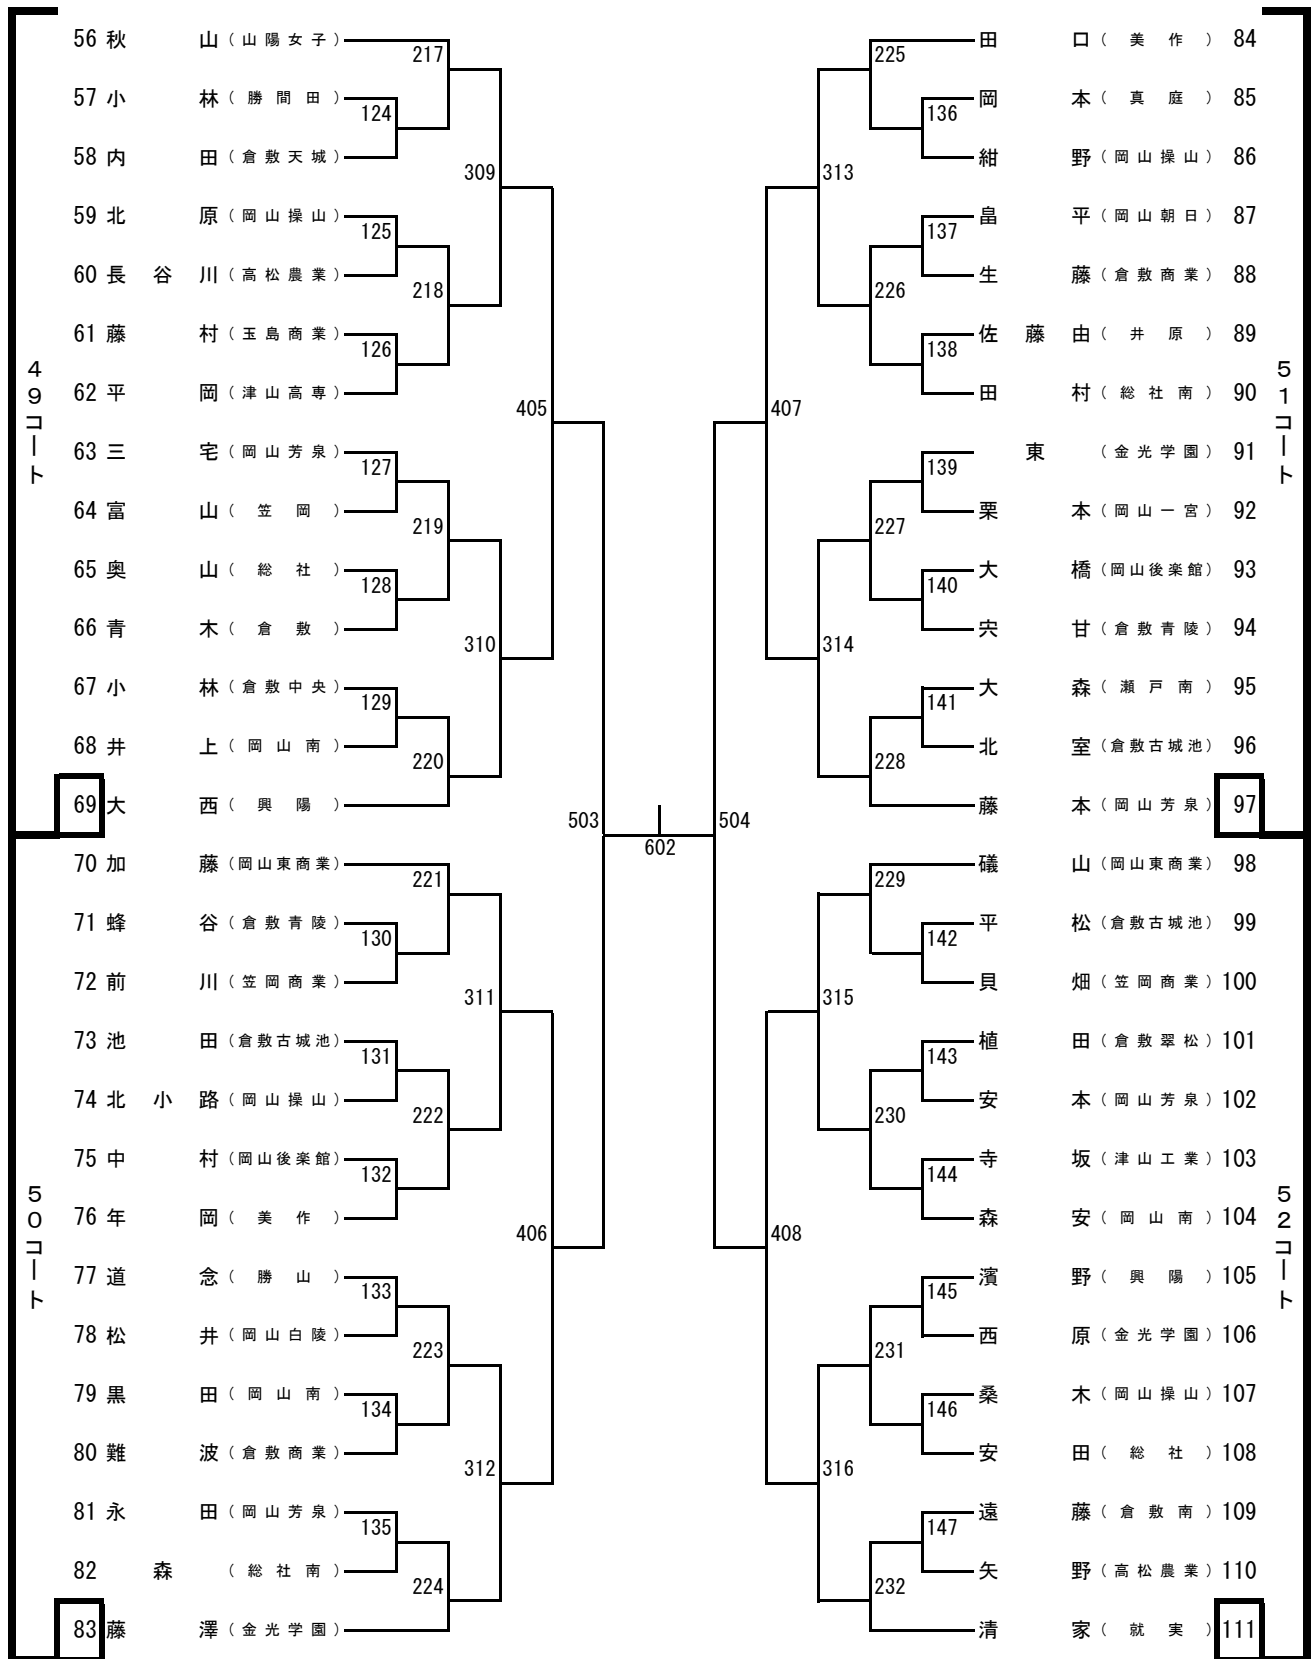 49コート
56 秋山（山陽女子）
217
57 小林（勝間田）
124
58 内田（倉敷天城）
309
59 北原（岡山操山）
125
60 長谷川（高松農業）
218
61 藤村（玉島商業）
126
62 平岡（津山高専）
405
63 三宅（岡山芳泉）
127
64 富山（笠岡）
219
65 奥山（総社）
128
66 青木（倉敷）
310
67 小林（倉敷中央）
129
68 井上（岡山南）
220
69 大西（興陽）
503
50コート
70 加藤（岡山東商業）
221
71 蜂谷（倉敷青陵）
130
72 前川（笠岡商業）
311
73 池田（倉敷古城池）
131
74 北小路（岡山操山）
222
75 中村（岡山後楽館）
132
76 年岡（美作）
406
77 道念（勝山）
133
78 松井（岡山白陵）
223
79 黒田（岡山南）
134
80 難波（倉敷商業）
312
81 永田（岡山芳泉）
135
82 森（総社南）
224
83 藤澤（金光学園）
602
51コート
田口（美作） 84
225
岡本（真庭） 85
136
紺野（岡山操山） 86
313
畠平（岡山朝日） 87
137
生藤（倉敷商業） 88
226
佐藤由（井原） 89
138
田村（総社南） 90
407
東（金光学園） 91
139
栗本（岡山一宮） 92
227
大橋（岡山後楽館） 93
140
宍甘（倉敷青陵） 94
314
大森（瀬戸南） 95
141
北室（倉敷古城池） 96
228
藤本（岡山芳泉） 97
504
52コート
礒山（岡山東商業） 98
229
平松（倉敷古城池） 99
142
貝畑（笠岡商業） 100
315
植田（倉敷翠松） 101
143
安本（岡山芳泉） 102
230
寺坂（津山工業） 103
144
森安（岡山南） 104
408
濱野（興陽） 105
145
西原（金光学園） 106
231
桑木（岡山操山） 107
146
安田（総社） 108
316
遠藤（倉敷南） 109
147
矢野（高松農業） 110
232
清家（就実） 111